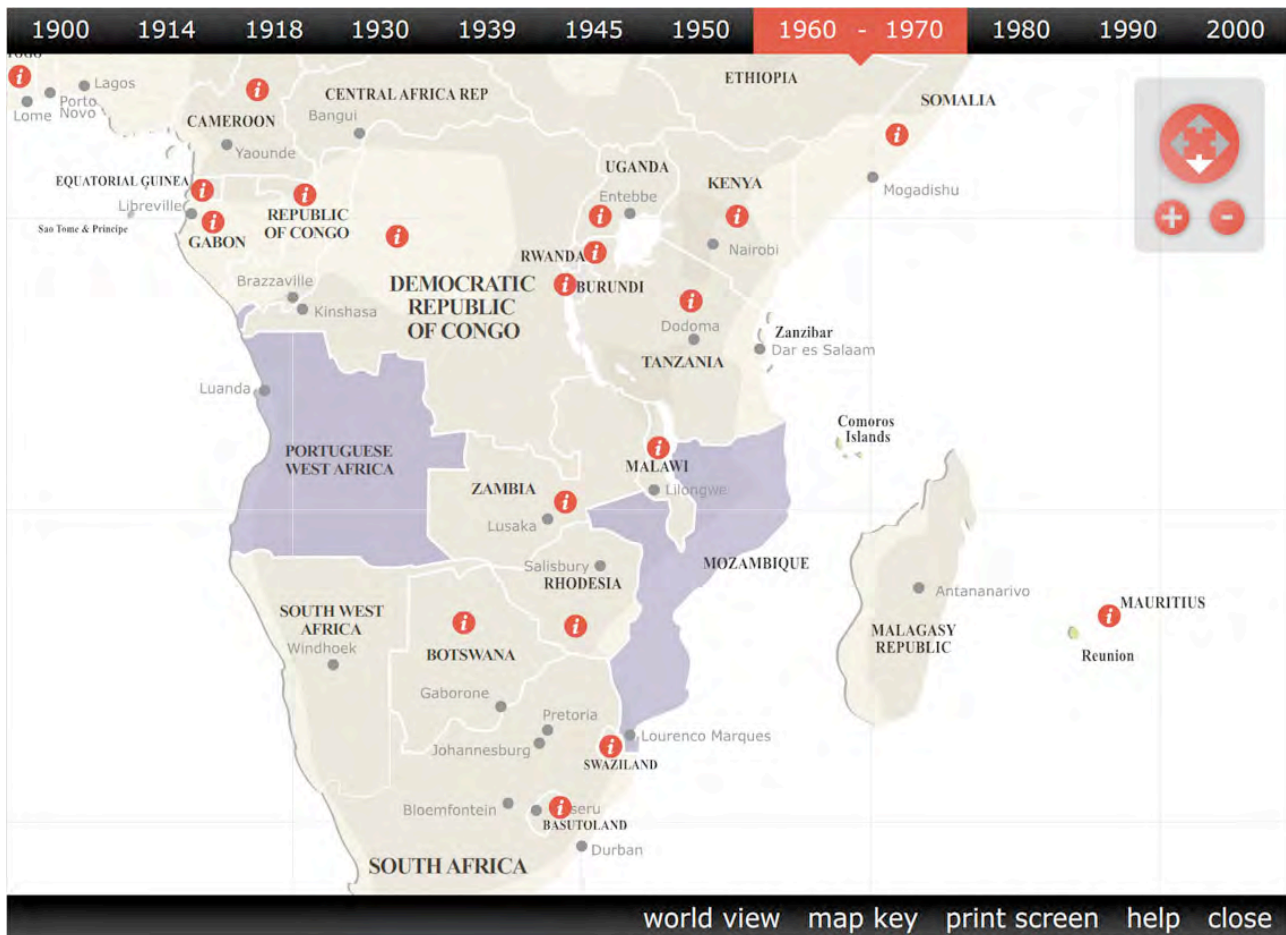 1900 1914 1918 1930 1939 1945 1950 1960 - 1970 1980 1990 2000
ETHIOPIA
Lagos
CENTRAL AFRICA REP
SOMALIA
Porto
Novo
Lome
CAMEROON
Bangui
Yaounde
UGANDA
KENYA
Mogadishu
EQUATORIAL GUINEA
Entebbe
Libreville
REPUBLIC
OF CONGO
Sao Tome & Principe
GABON
Nairobi
RWANDA
Brazzaville
DEMOCRATIC
REPUBLIC
OF CONGO
BURUNDI
Kinshasa
Dodoma
Zanzibar
Dar es Salaam
TANZANIA
Luanda
Comoros
Islands
PORTUGUESE
WEST AFRICA
MALAWI
ZAMBIA
Lilongwe
Lusaka
MOZAMBIQUE
Salisbury
RHODESIA
Antananarivo
MAURITIUS
SOUTH WEST
AFRICA
MALAGASY
REPUBLIC
Windhoek
BOTSWANA
Reunion
Gaborone
Pretoria
Lourenco Marques
Johannesburg
SWAZILAND
Bloemfontein
seru
BASUTOLAND
Durban
SOUTH AFRICA
world view map key print screen help close